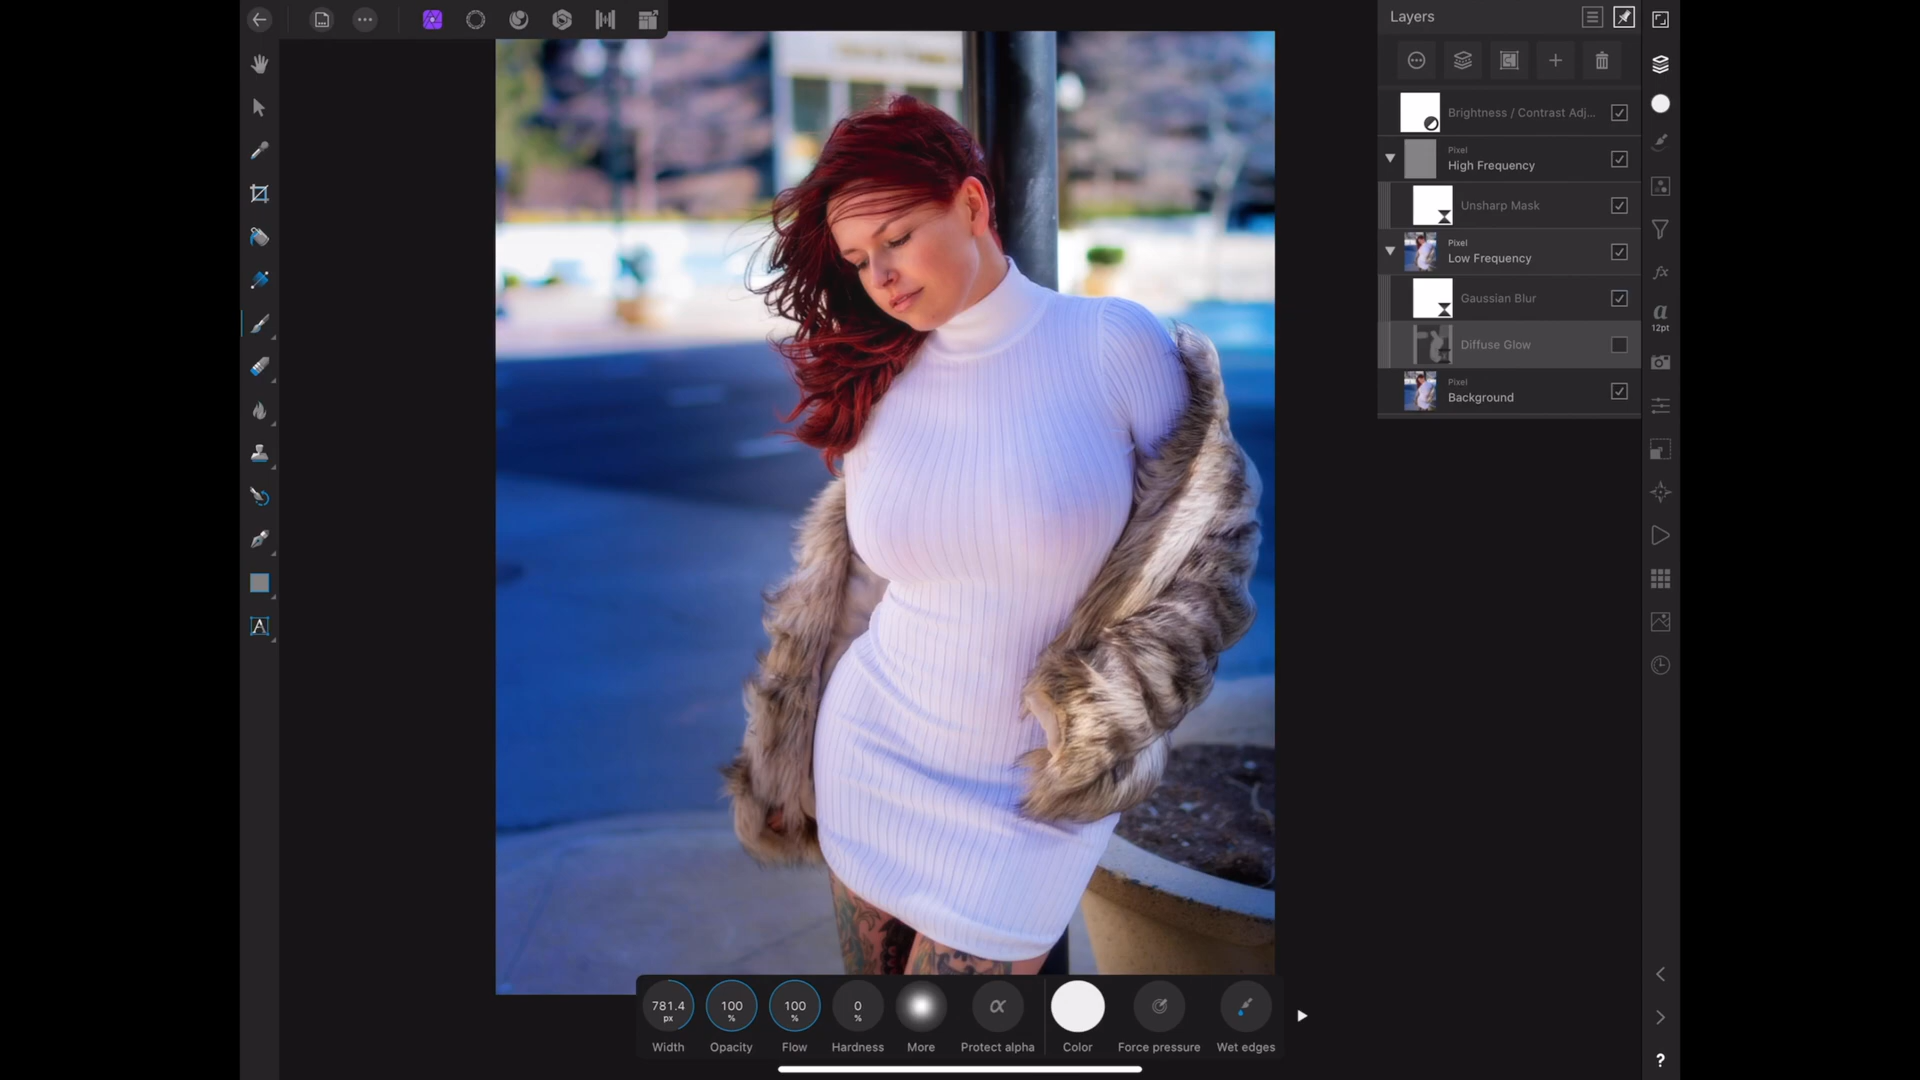 Layers
Brightness / Contrast Adj...
Pixel
High Frequency
Unsharp Mask
Pixel
Low Frequency
Gaussian Blur
Diffuse Glow
Pixel
Background
fx
a
12pt
A
781.4
px
100
%
100
%
0
%
α
Width
Opacity
Flow
Hardness
More
Protect alpha
Color
Force pressure
Wet edges
?